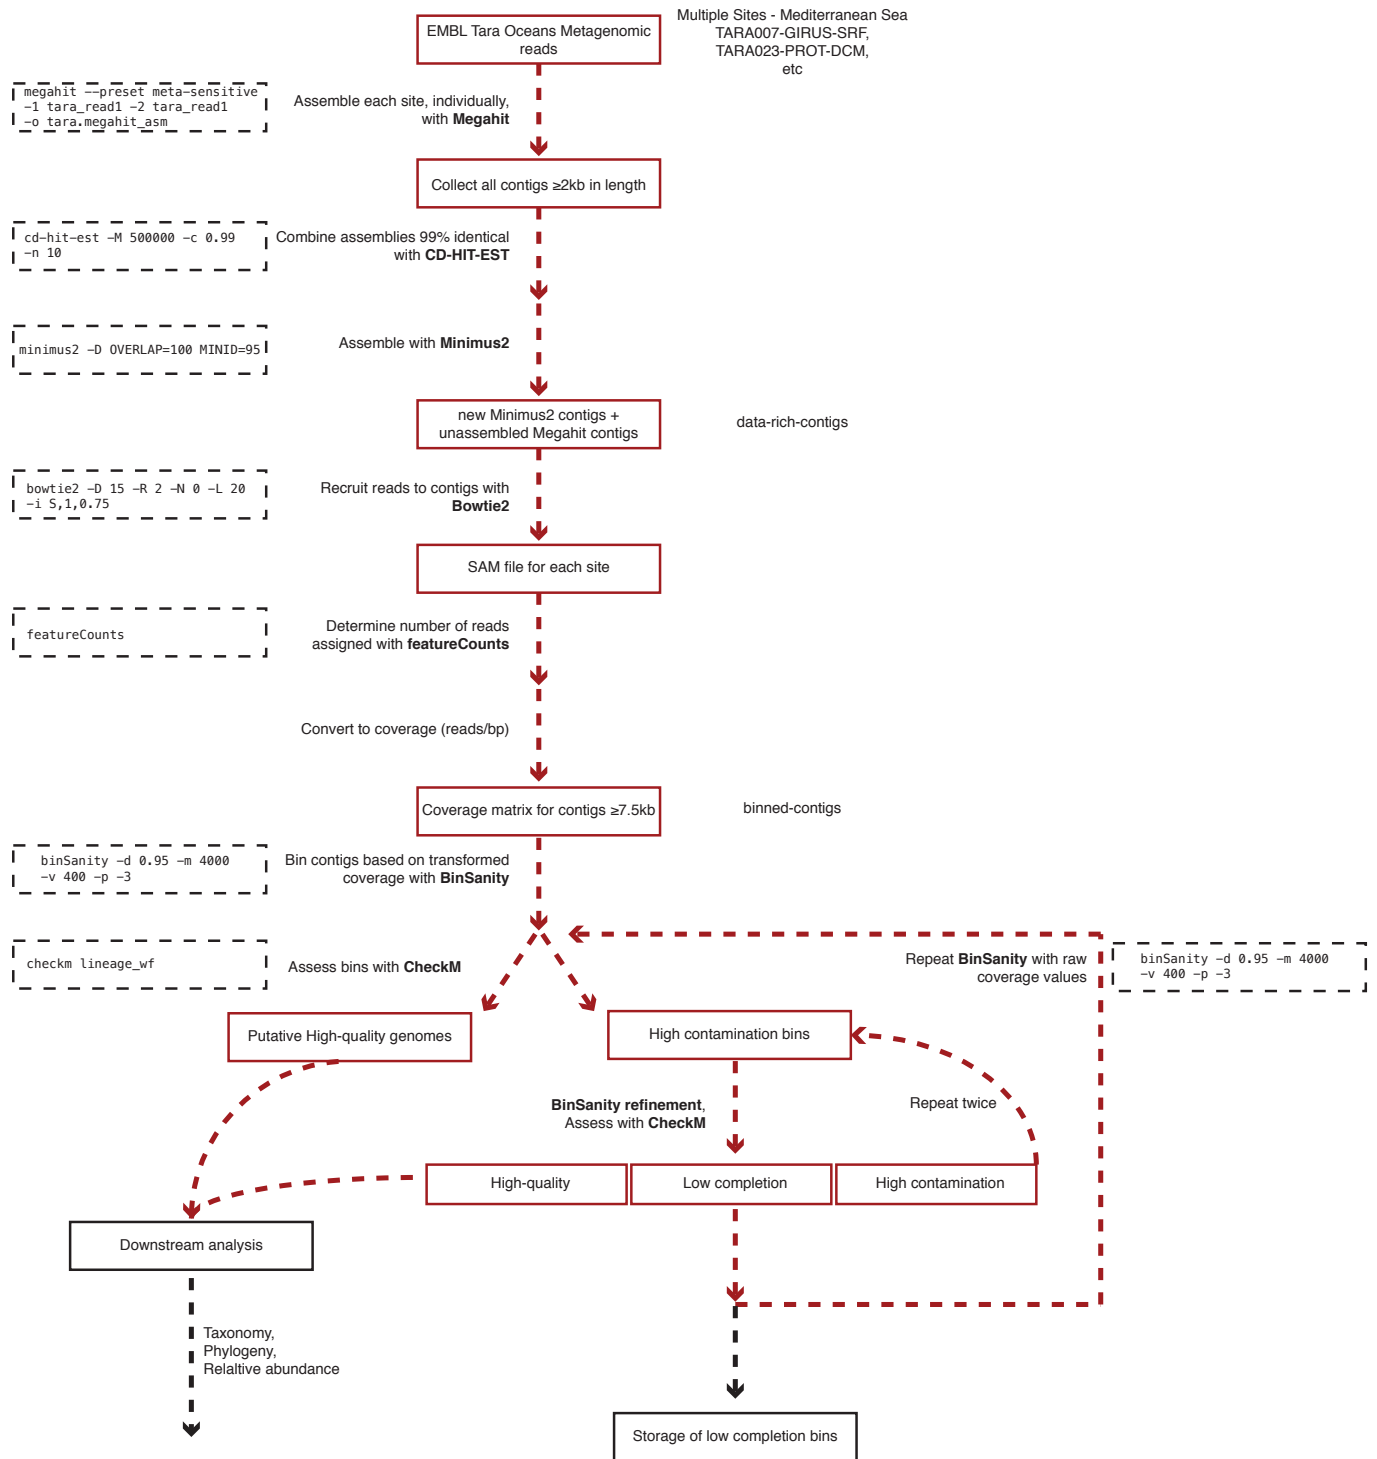 EMBL Tara Oceans Metagenomic
reads
Multiple Sites - Mediterranean Sea
TARA007-GIRUS-SRF,
TARA023-PROT-DCM,
etc
megahit --preset meta-sensitive
-1 tara_read1 -2 tara_read1
-o tara.megahit_asm
Assemble each site, individually,
with Megahit
Collect all contigs ≥2kb in length
cd-hit-est -M 500000 -c 0.99
-n 10
Combine assemblies 99% identical
with CD-HIT-EST
minimus2 -D OVERLAP=100 MINID=95
Assemble with Minimus2
new Minimus2 contigs +
unassembled Megahit contigs
data-rich-contigs
bowtie2 -D 15 -R 2 -N 0 -L 20
-i S,1,0.75
Recruit reads to contigs with
Bowtie2
SAM file for each site
featureCounts
Determine number of reads
assigned with featureCounts
Convert to coverage (reads/bp)
Coverage matrix for contigs ≥7.5kb
binned-contigs
binSanity -d 0.95 -m 4000
-v 400 -p -3
Bin contigs based on transformed
coverage with BinSanity
checkm lineage_wf
Assess bins with CheckM
Repeat BinSanity with raw
coverage values
binSanity -d 0.95 -m 4000
-v 400 -p -3
Putative High-quality genomes
High contamination bins
BinSanity refinement,
Assess with CheckM
Repeat twice
High-quality
Low completion
High contamination
Downstream analysis
Taxonomy,
Phylogeny,
Relaltive abundance
Storage of low completion bins